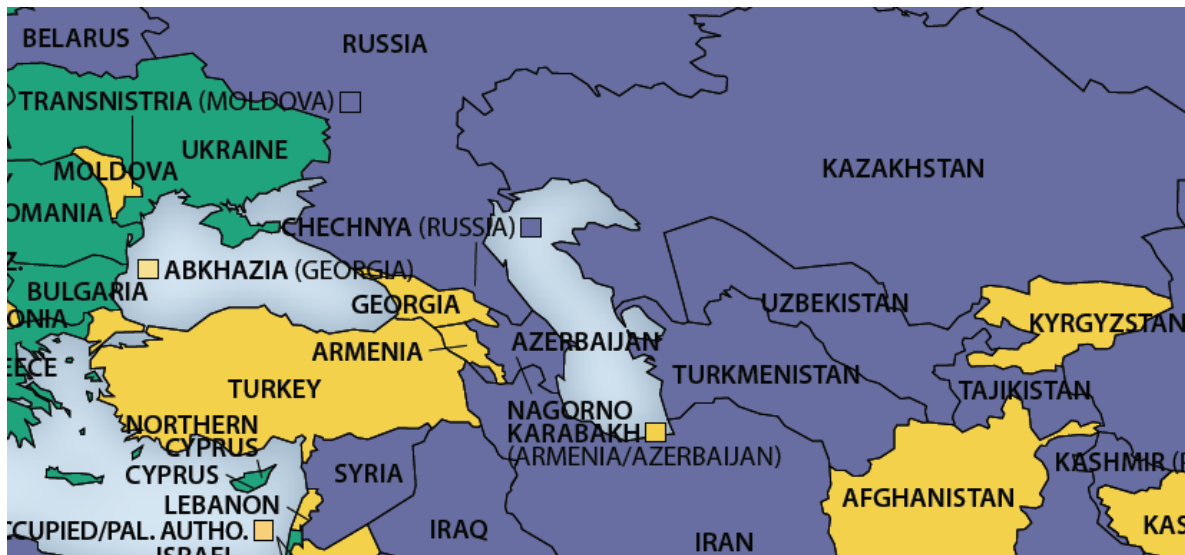 BELARUS
RUSSIA
TRANSNISTRIA (MOLDOVA)
UKRAINE
MOLDOVA
KAZAKHSTAN
OMANIA
CHECHNYA (RUSSIA)
Z.
ABKHAZIA (GEORGIA)
BULGARIA
GEORGIA
UZBEKISTAN
ONIA
KYRGYZSTAN
ARMENIA
AZERBAIJAN
EECE
TURKEY
TURKMENISTAN
TAJIKISTAN
NAGORNO
KARABAKH
(ARMENIA/AZERBAIJAN)
NORTHERN
CYPRUS
CYPRUS
SYRIA
KASHMIR (P
LEBANON
AFGHANISTAN
CCUPIED/PAL. AUTHO.
IRAQ
IRAN
KAS
ISRAEL